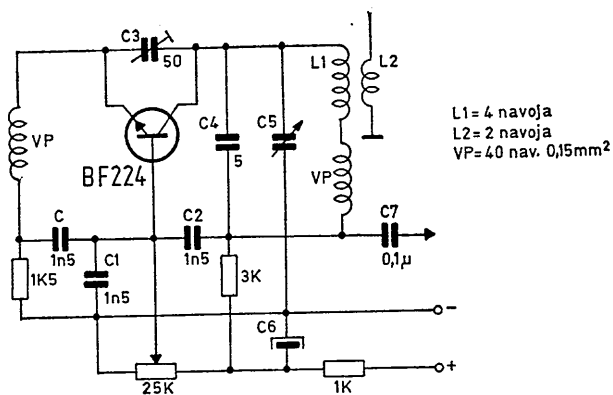 C3
50
L1
L2
VP
C4
5
C5
BF224
L1 = 4 navoja
L2 = 2 navoja
VP= 40 nav. 0,15mm²
VP
C
1n5
C2
1n5
C7
0,1µ
1K5
C1
1n5
3K
-
C6
25K
1K
+